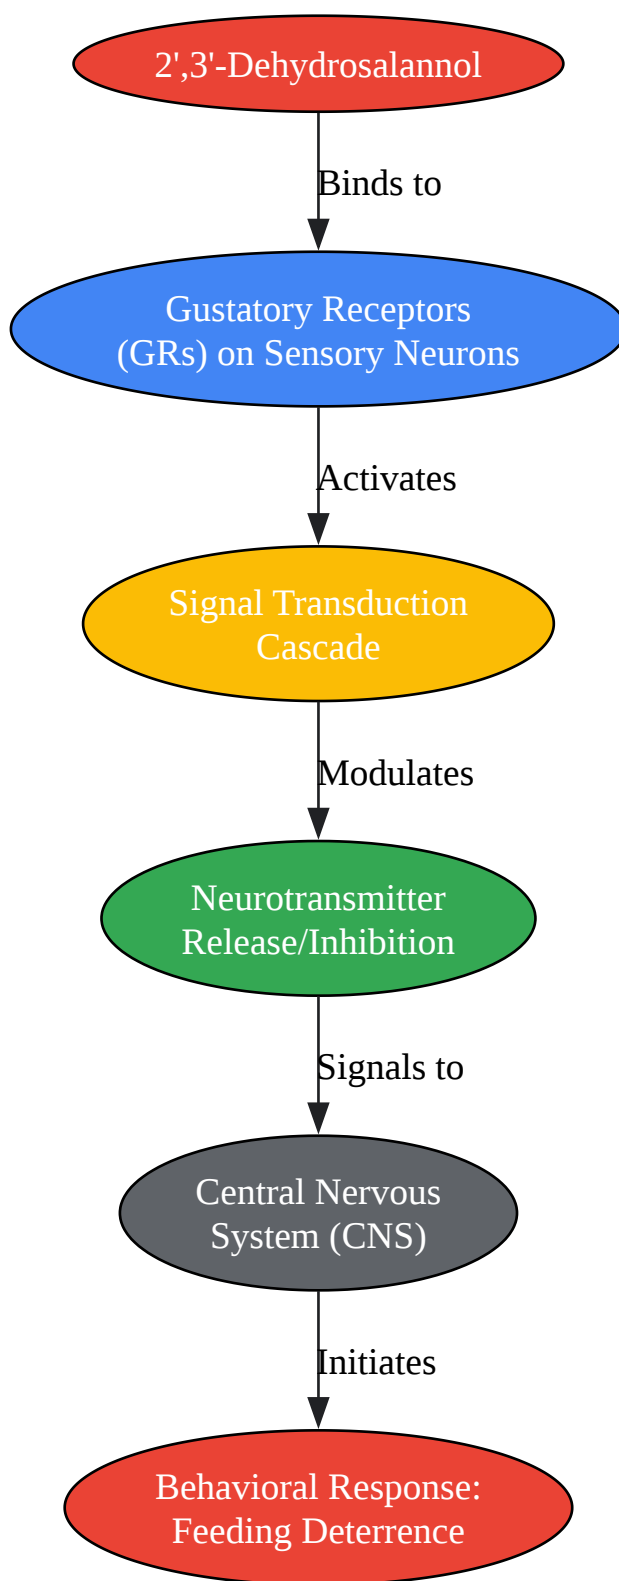 2',3'-Dehydrosalannol
Binds to
Gustatory Receptors
(GRs) on Sensory Neurons
Activates
Signal Transduction
Cascade
Modulates
Neurotransmitter
Release/Inhibition
Signals to
Central Nervous
System (CNS)
Initiates
Behavioral Response:
Feeding Deterrence